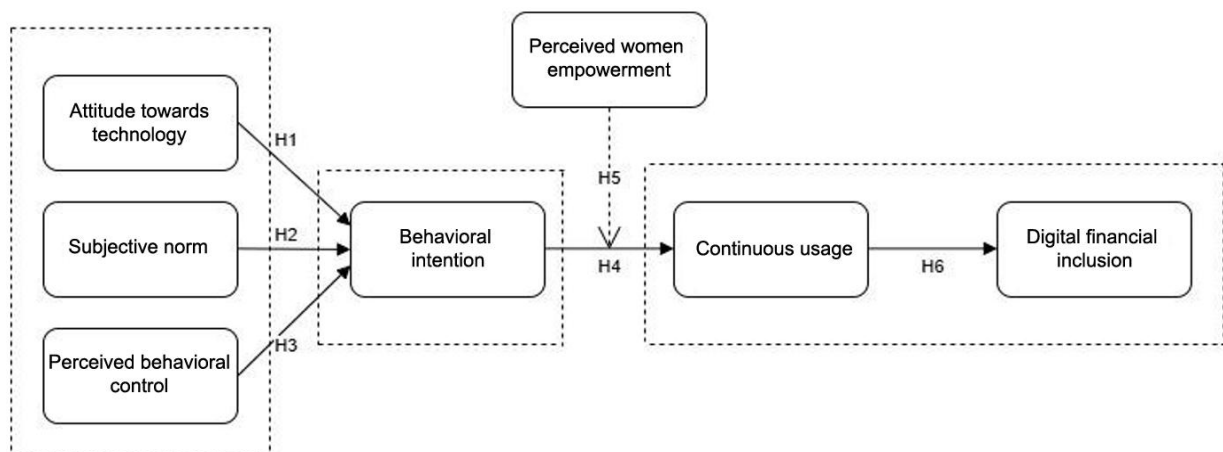 Perceived women
empowerment
Attitude towards
technology
H1
H5
Subjective norm
H2
Behavioral
intention
H4
Continuous usage
H6
Digital financial
inclusion
H3
Perceived behavioral
control